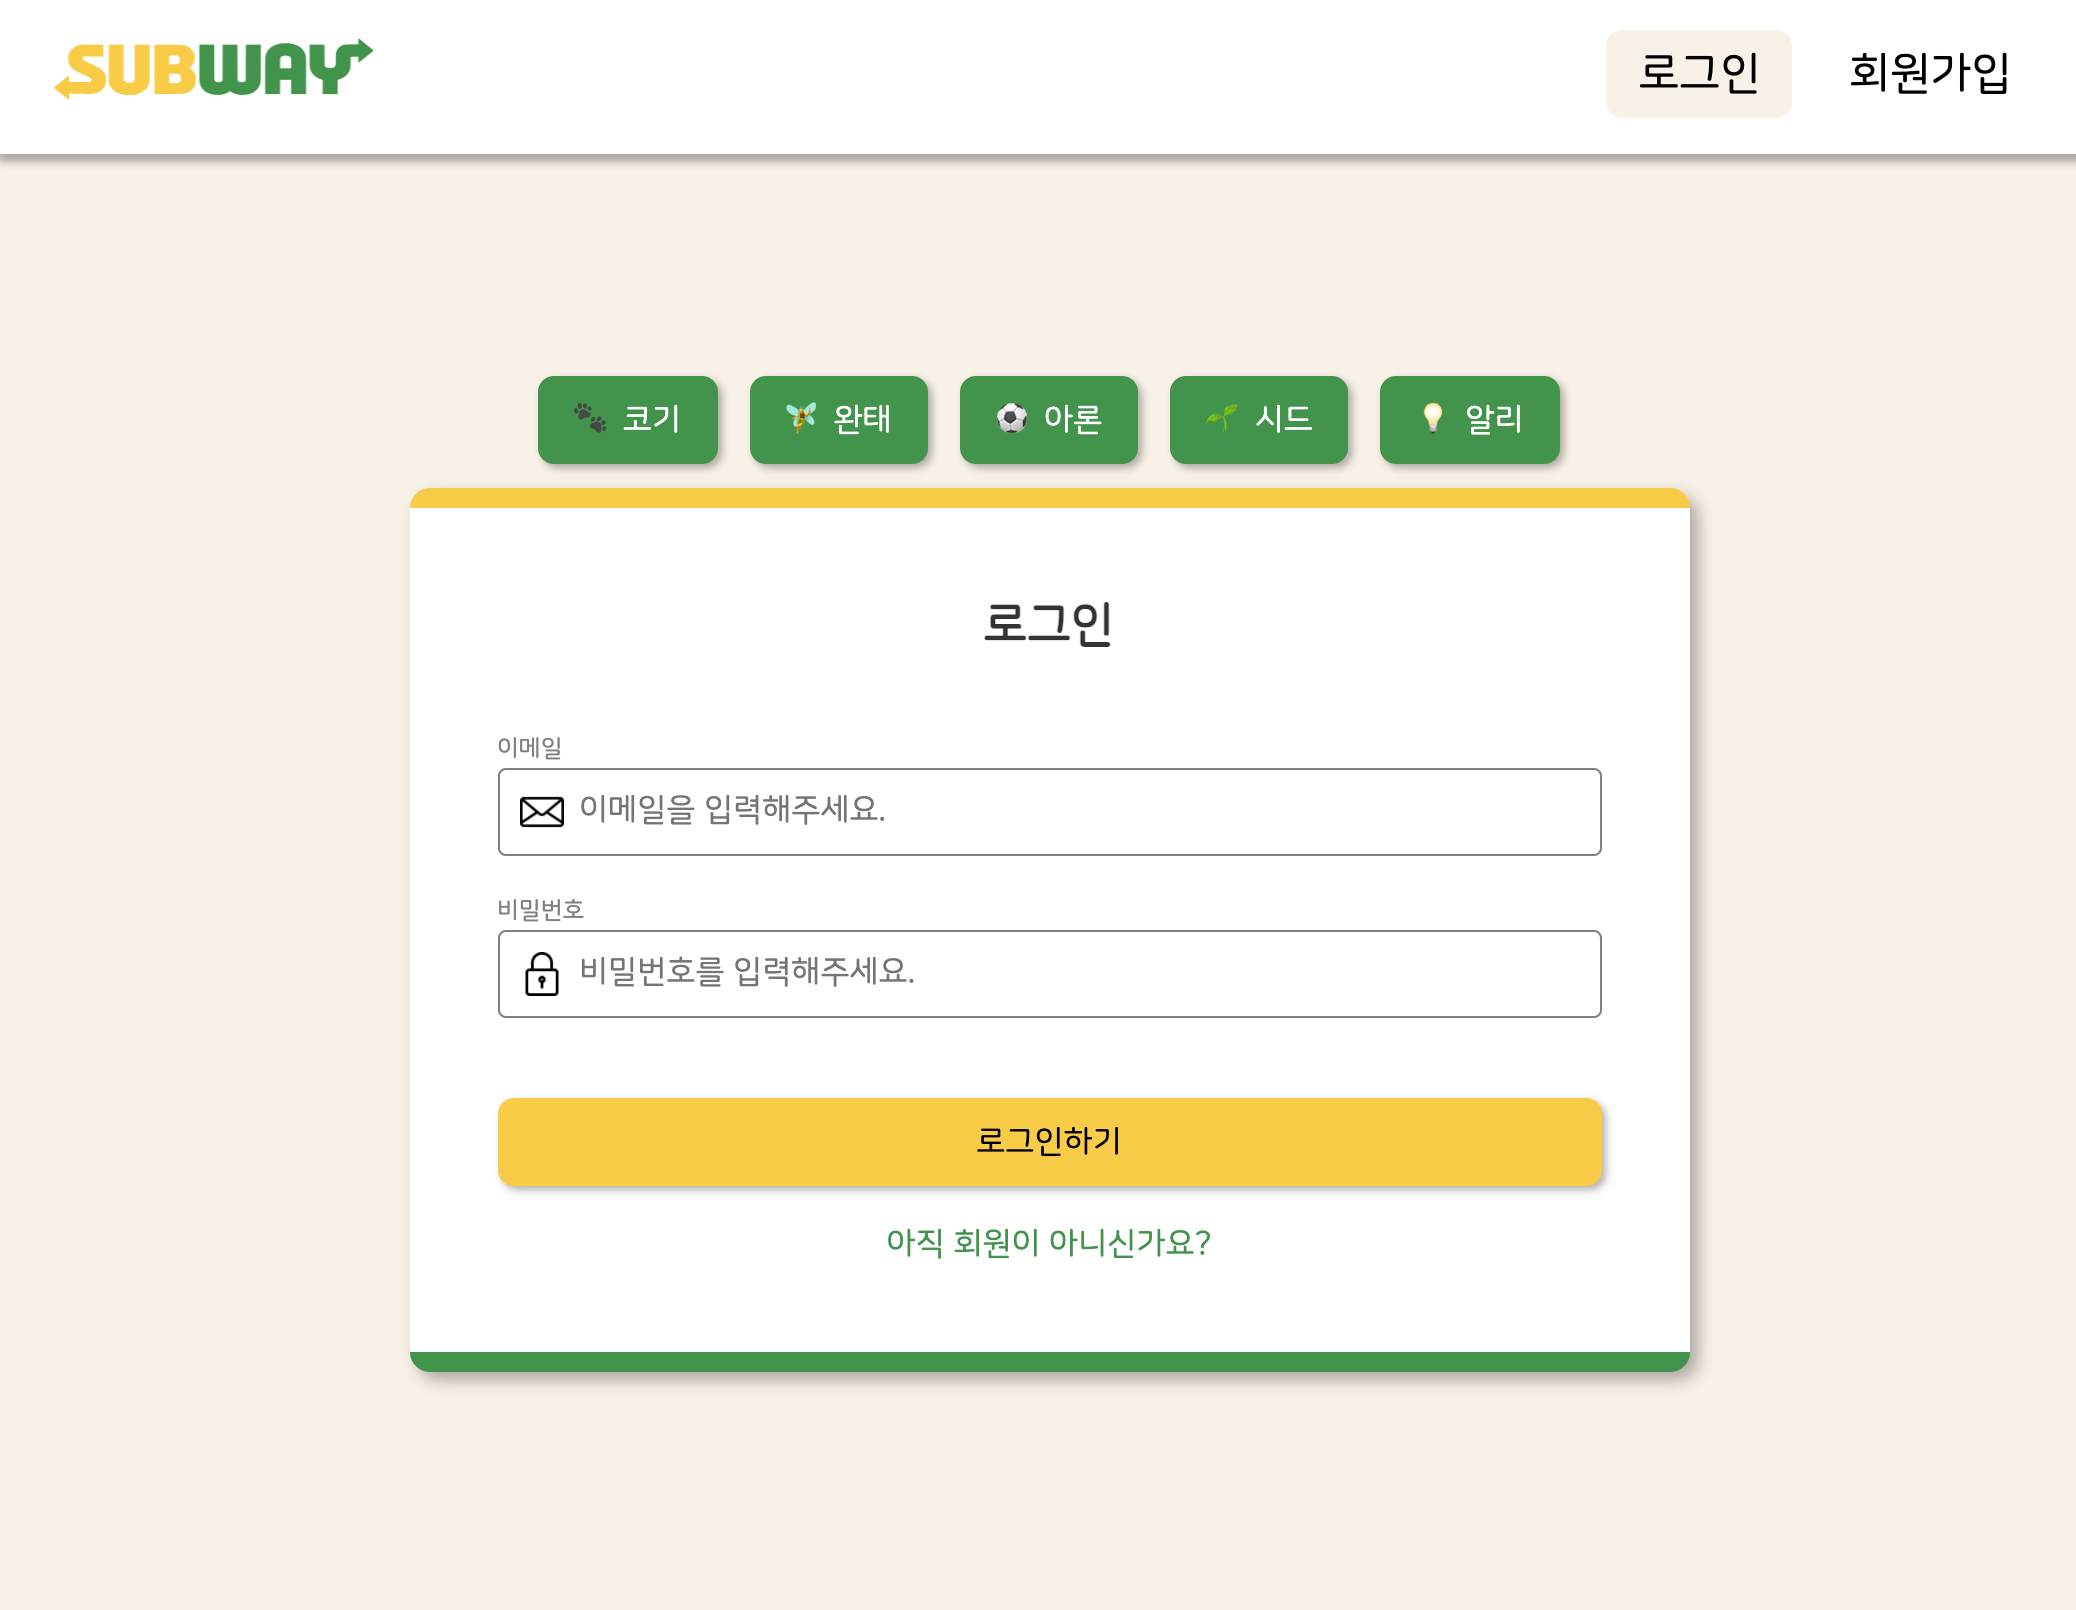 SUBWAY
로그인 회원가입
🐾 코기 🧚 완태 ⚽ 아론 🌱 시드 💡 알리
로그인
이메일
이메일을 입력해주세요.
비밀번호
비밀번호를 입력해주세요.
로그인하기
아직 회원이 아니신가요?